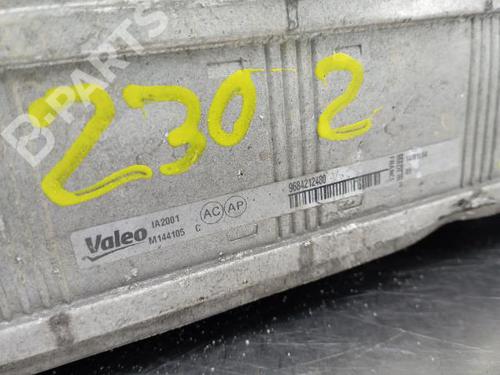 B-PARTS
2302
9684212480
Valeo
IA2001
M144105 C
AC AP